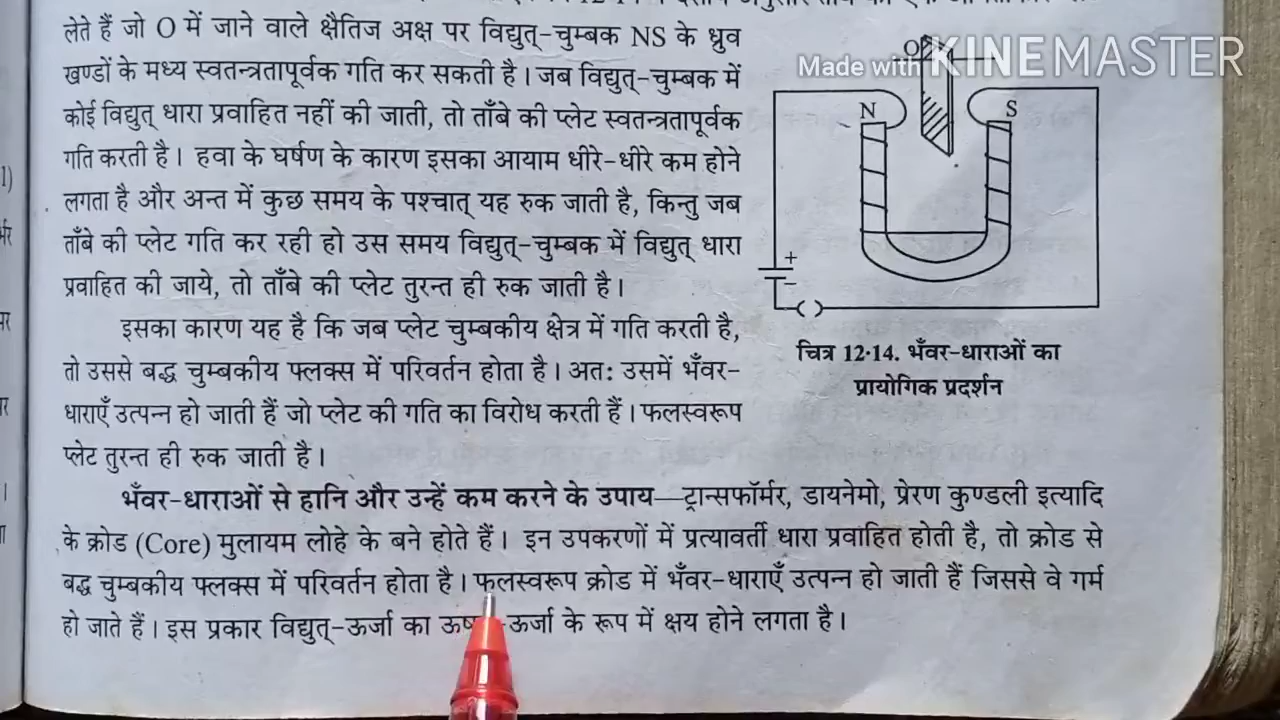 लेते हैं जो O में जाने वाले क्षैतिज अक्ष पर विद्युत्-चुम्बक NS के ध्रुव
खण्डों के मध्य स्वतन्त्रतापूर्वक गति कर सकती है। जब विद्युत्-चुम्बक में
कोई विद्युत् धारा प्रवाहित नहीं की जाती, तो ताँबे की प्लेट स्वतन्त्रतापूर्वक
गति करती है। हवा के घर्षण के कारण इसका आयाम धीरे-धीरे कम होने
लगता है और अन्त में कुछ समय के पश्चात् यह रुक जाती है, किन्तु जब
ताँबे की प्लेट गति कर रही हो उस समय विद्युत्-चुम्बक में विद्युत् धारा
प्रवाहित की जाये, तो ताँबे की प्लेट तुरन्त ही रुक जाती है।
इसका कारण यह है कि जब प्लेट चुम्बकीय क्षेत्र में गति करती है,
तो उससे बद्ध चुम्बकीय फ्लक्स में परिवर्तन होता है। अतः उसमें भँवर-
धाराएँ उत्पन्न हो जाती हैं जो प्लेट की गति का विरोध करती हैं। फलस्वरूप
प्लेट तुरन्त ही रुक जाती है।
Made with KINEMASTER
O
N
S
+
−
चित्र 12·14. भँवर-धाराओं का
प्रायोगिक प्रदर्शन
भँवर-धाराओं से हानि और उन्हें कम करने के उपाय—ट्रान्सफॉर्मर, डायनेमो, प्रेरण कुण्डली इत्यादि
के क्रोड (Core) मुलायम लोहे के बने होते हैं। इन उपकरणों में प्रत्यावर्ती धारा प्रवाहित होती है, तो क्रोड से
बद्ध चुम्बकीय फ्लक्स में परिवर्तन होता है। फलस्वरूप क्रोड में भँवर-धाराएँ उत्पन्न हो जाती हैं जिससे वे गर्म
हो जाते हैं। इस प्रकार विद्युत्-ऊर्जा का -ऊर्जा के रूप में क्षय होने लगता है।